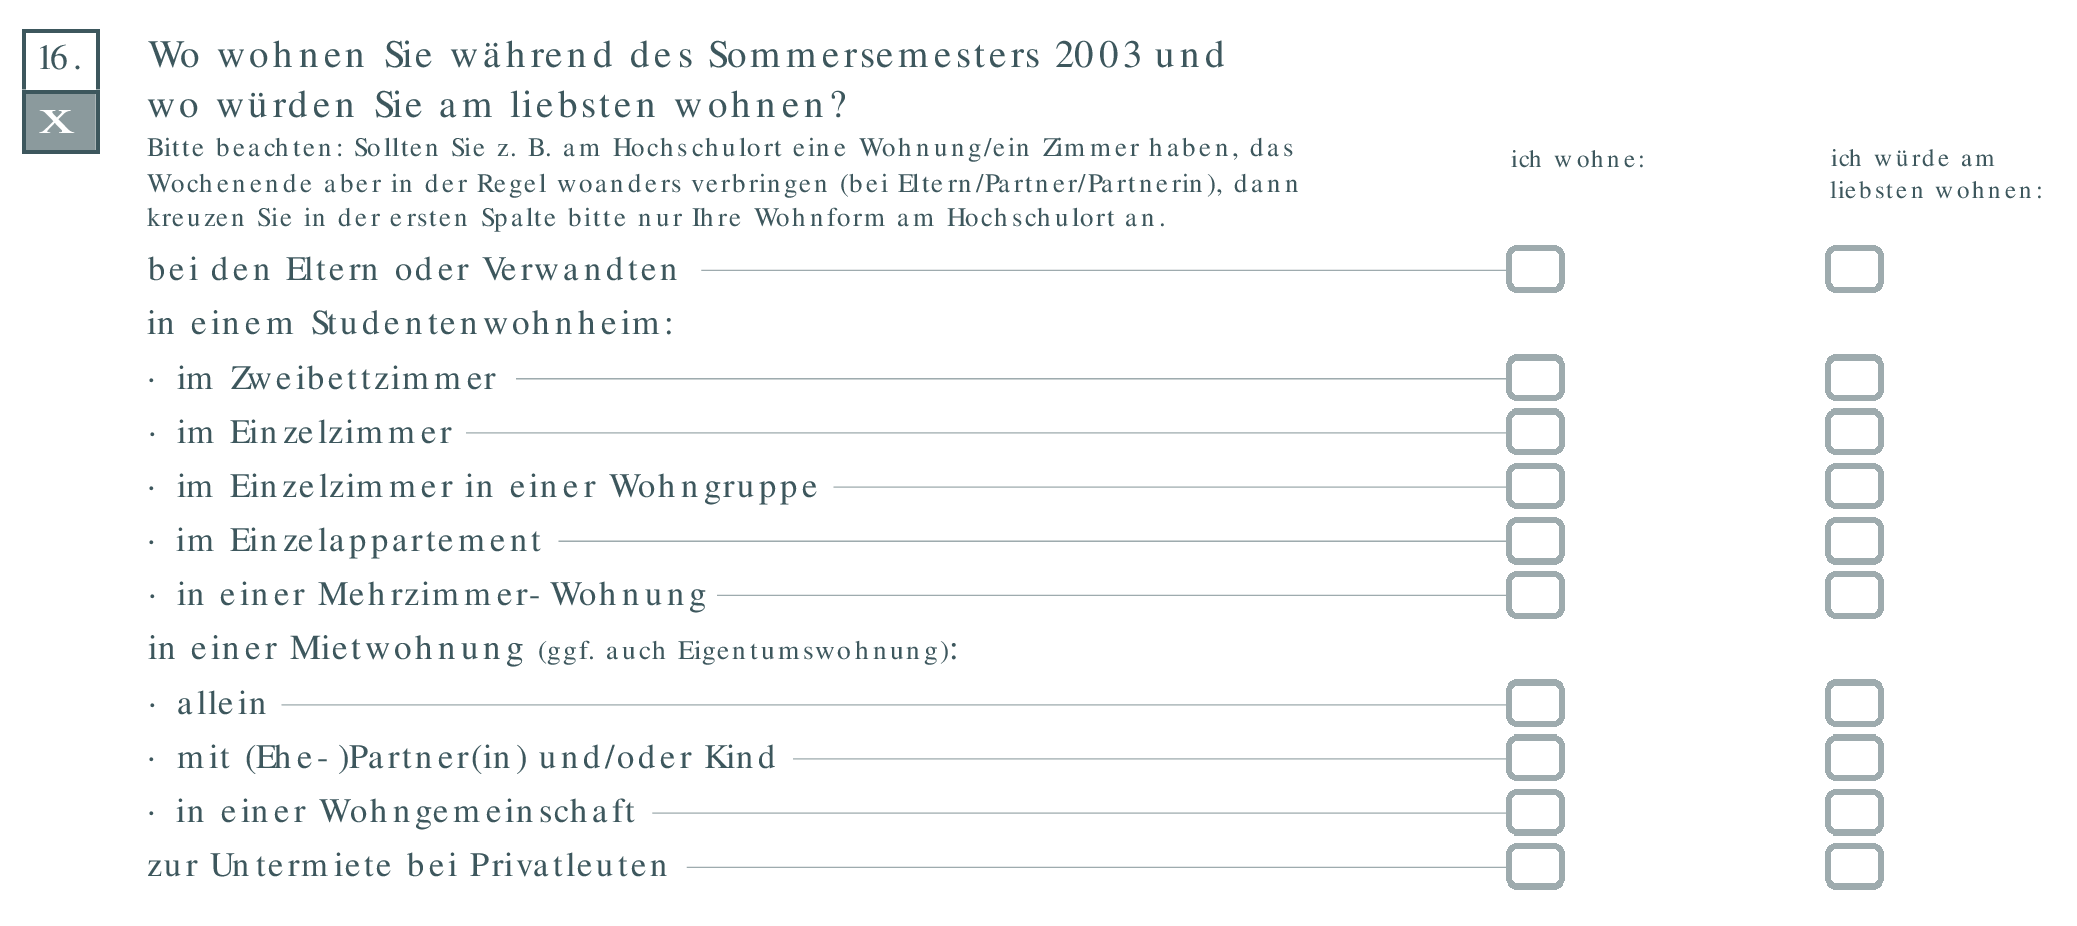 16.
X
Wo wohnen Sie während des Sommersemesters 2003 und
wo würden Sie am liebsten wohnen?
Bitte beachten: Sollten Sie z. B. am Hochschulort eine Wohnung/ein Zimmer haben, das
Wochenende aber in der Regel woanders verbringen (bei Eltern/Partner/Partnerin), dann
kreuzen Sie in der ersten Spalte bitte nur Ihre Wohnform am Hochschulort an.
ich wohne:
ich würde am
liebsten wohnen:
bei den Eltern oder Verwandten
in einem Studentenwohnheim:
· im Zweibettzimmer
· im Einzelzimmer
· im Einzelzimmer in einer Wohngruppe
· im Einzelappartement
· in einer Mehrzimmer-Wohnung
in einer Mietwohnung (ggf. auch Eigentumswohnung):
· allein
· mit (Ehe-)Partner(in) und/oder Kind
· in einer Wohngemeinschaft
zur Untermiete bei Privatleuten